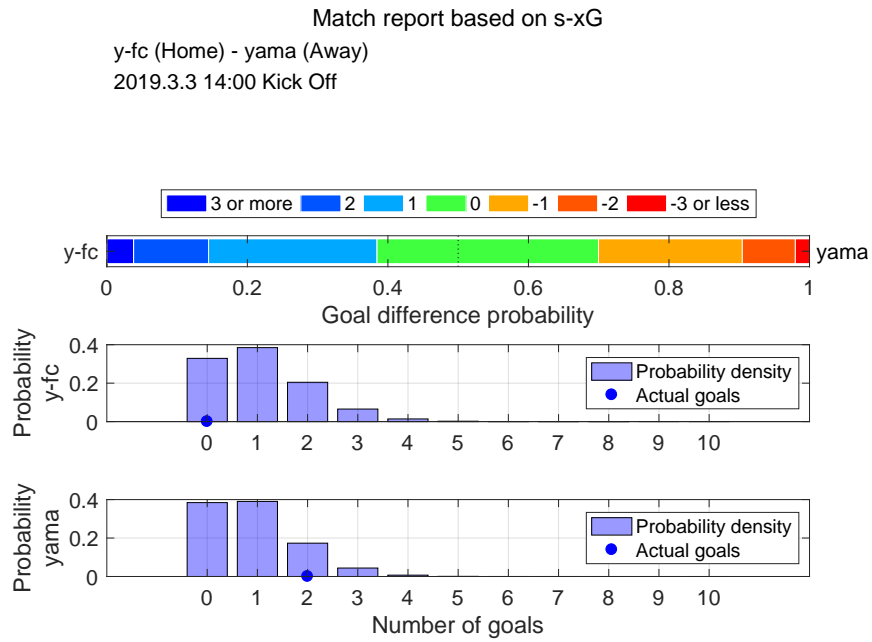 Match report based on s-xG
y-fc (Home) - yama (Away)
2019.3.3 14:00 Kick Off
3 or more 2 1 0 -1 -2 -3 or less
y-fc yama
0 0.2 0.4 0.6 0.8 1
Goal difference probability
Probability
y-fc
0.4
0.2
0
Probability density
Actual goals
0 1 2 3 4 5 6 7 8 9 10
Probability
yama
0.4
0.2
0
Probability density
Actual goals
0 1 2 3 4 5 6 7 8 9 10
Number of goals